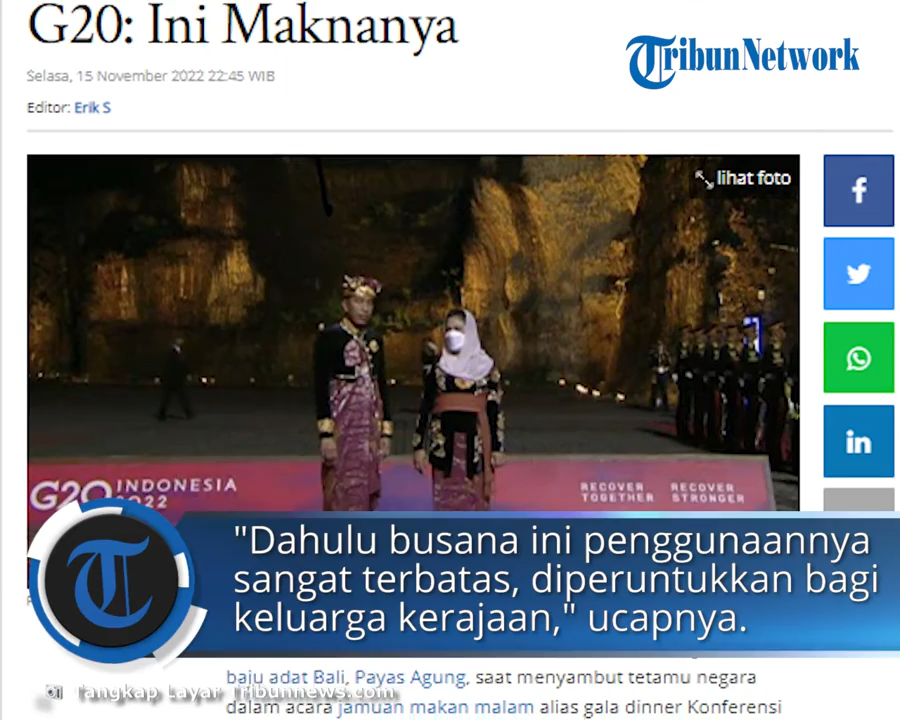 G20: Ini Maknanya
TribunNetwork
Selasa, 15 November 2022 22:45 WIB
Editor: Erik S
lihat foto
G20 INDONESIA
2022
RECOVER TOGETHER
RECOVER STRONGER
"Dahulu busana ini penggunaannya
sangat terbatas, diperuntukkan bagi
keluarga kerajaan," ucapnya.
baju adat Bali, Payas Agung, saat menyambut tetamu negara
Tangkap Layar Tribunnews.com
dalam acara jamuan makan malam alias gala dinner Konferensi